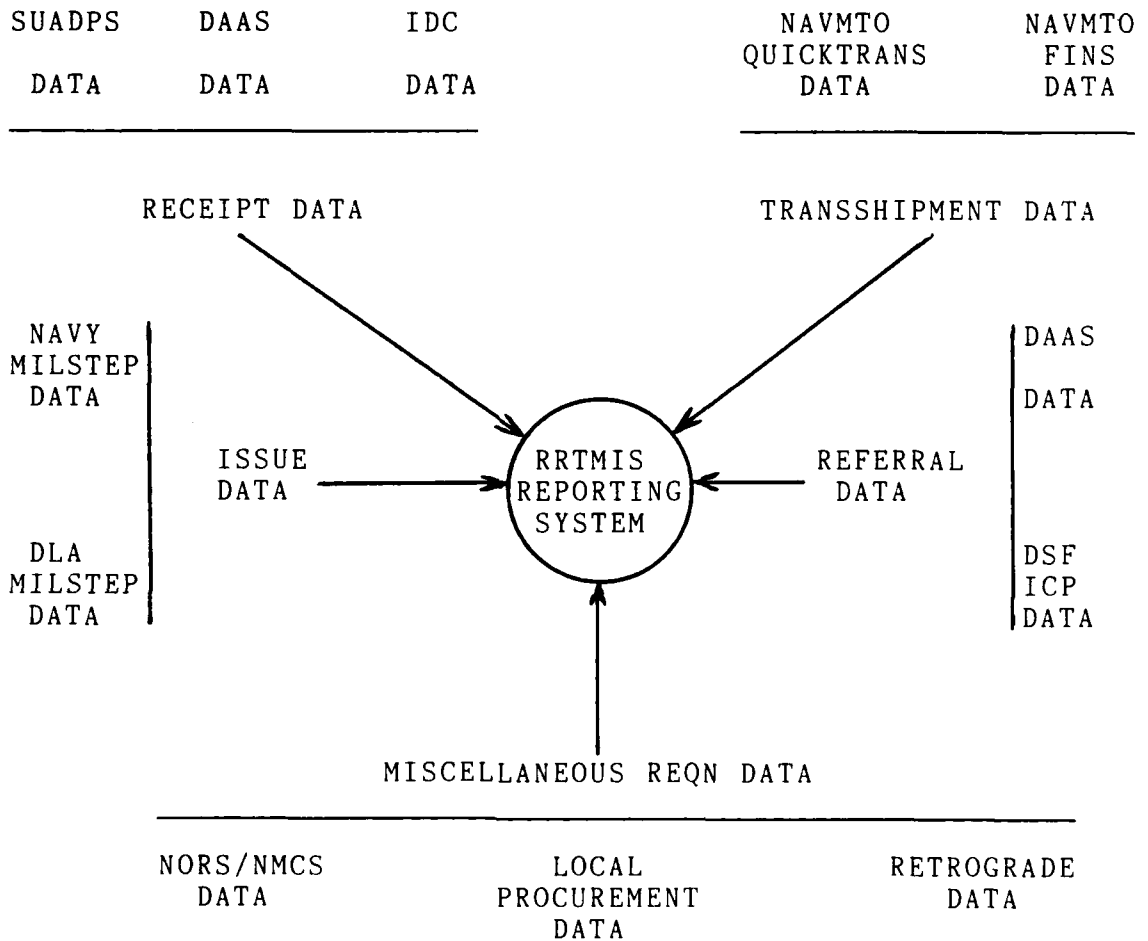 SUADPS DATA
DAAS DATA
IDC DATA
NAVMTO
QUICKTRANS
DATA
NAVMTO
FINS
DATA
RECEIPT DATA
TRANSSHIPMENT DATA
NAVY
MILSTEP
DATA
DAAS
DATA
ISSUE
DATA
RRTMIS
REPORTING
SYSTEM
REFERRAL
DATA
DLA
MILSTEP
DATA
DSF
ICP
DATA
MISCELLANEOUS REQN DATA
NORS/NMCS
DATA
LOCAL
PROCUREMENT
DATA
RETROGRADE
DATA